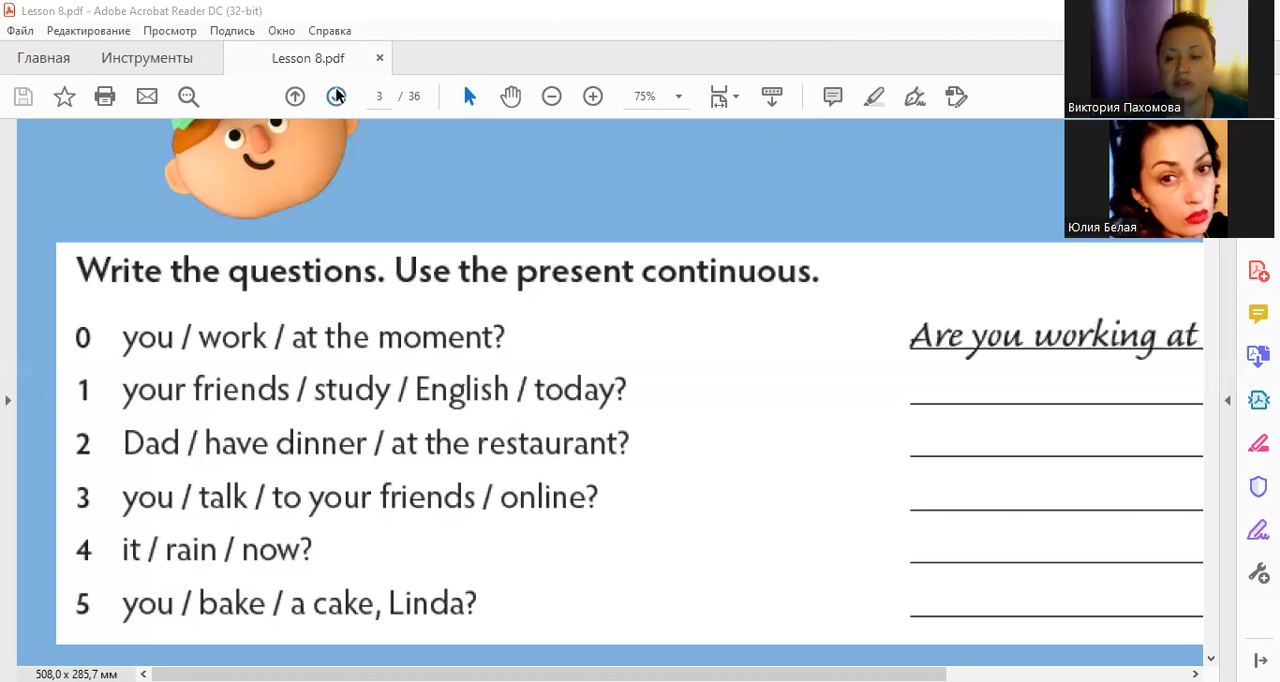 Lesson 8.pdf - Adobe Acrobat Reader DC (32-bit)
Файл Редактирование Просмотр Подпись Окно Справка
Главная Инструменты Lesson 8.pdf ×
3 / 36 75%
Виктория Пахомова
Юлия Белая
Write the questions. Use the present continuous.
0 you / work / at the moment? Are you working at
1 your friends / study / English / today?
2 Dad / have dinner / at the restaurant?
3 you / talk / to your friends / online?
4 it / rain / now?
5 you / bake / a cake, Linda?
508,0 x 285,7 мм